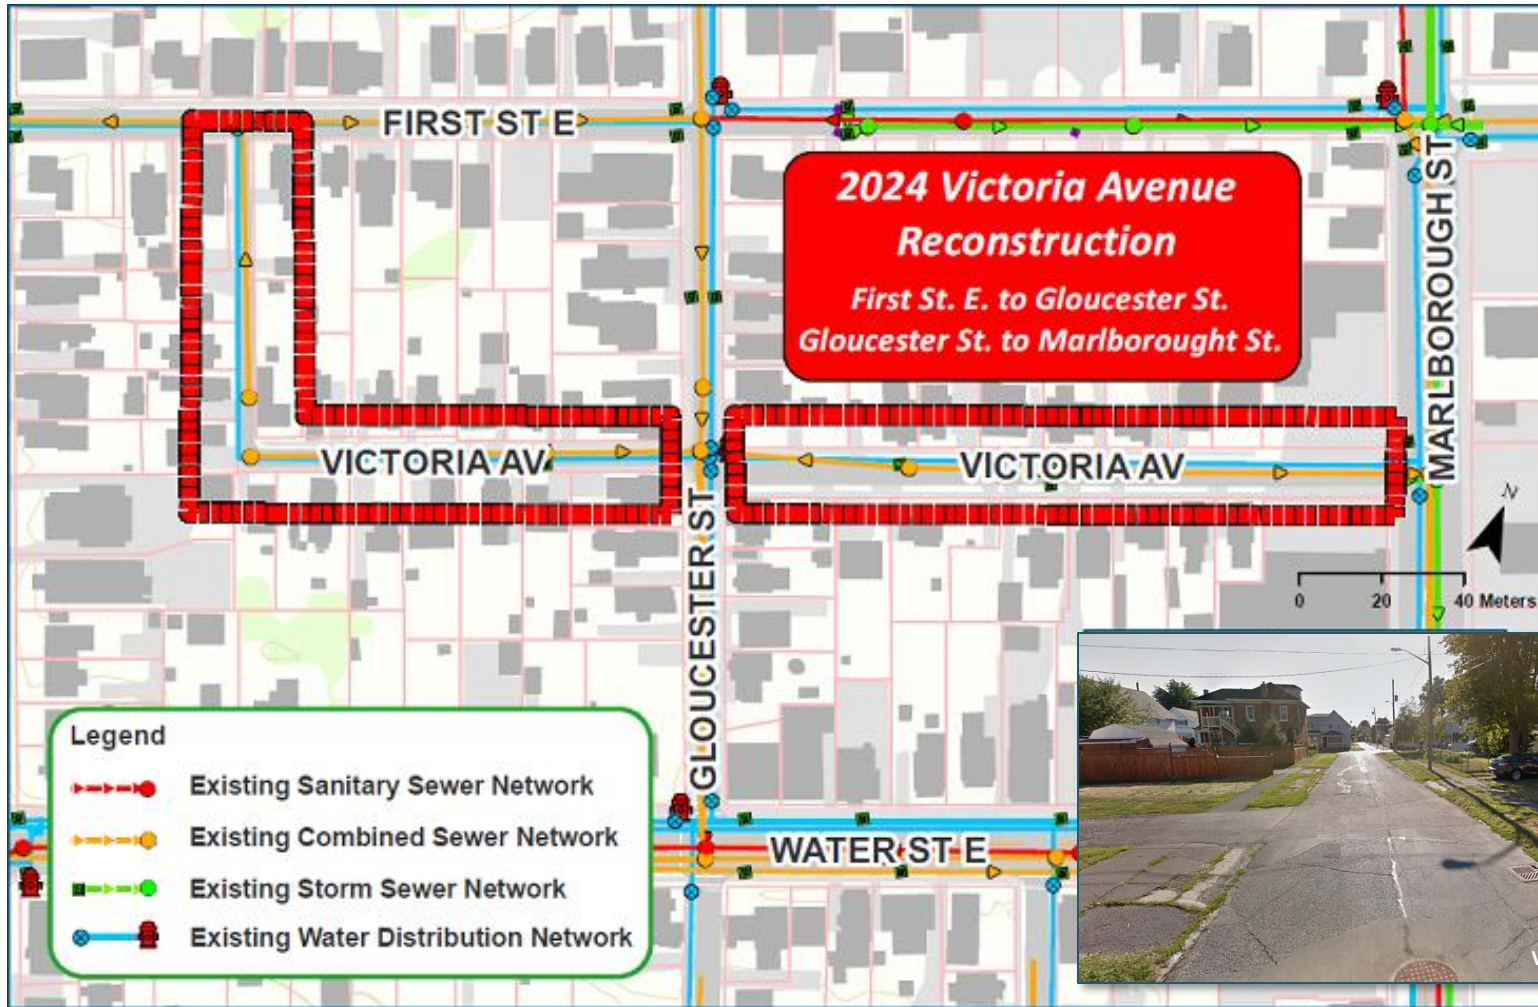 FIRST ST E
2024 Victoria Avenue
Reconstruction
First St. E. to Gloucester St.
Gloucester St. to Marlborought St.
MARLBOROUGH ST
VICTORIA AV
VICTORIA AV
GLOUCESTER ST
N
0 20 40 Meters
WATER ST E
Legend
Existing Sanitary Sewer Network
Existing Combined Sewer Network
Existing Storm Sewer Network
Existing Water Distribution Network